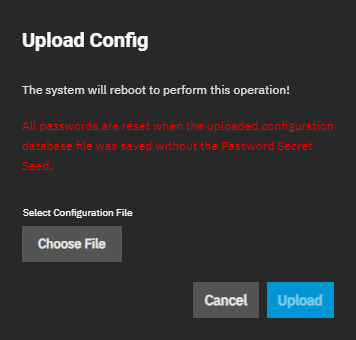 Upload Config
The system will reboot to perform this operation!
All passwords are reset when the uploaded configuration
database file was saved without the Password Secret
Seed.
Select Configuration File
Choose File
Cancel Upload